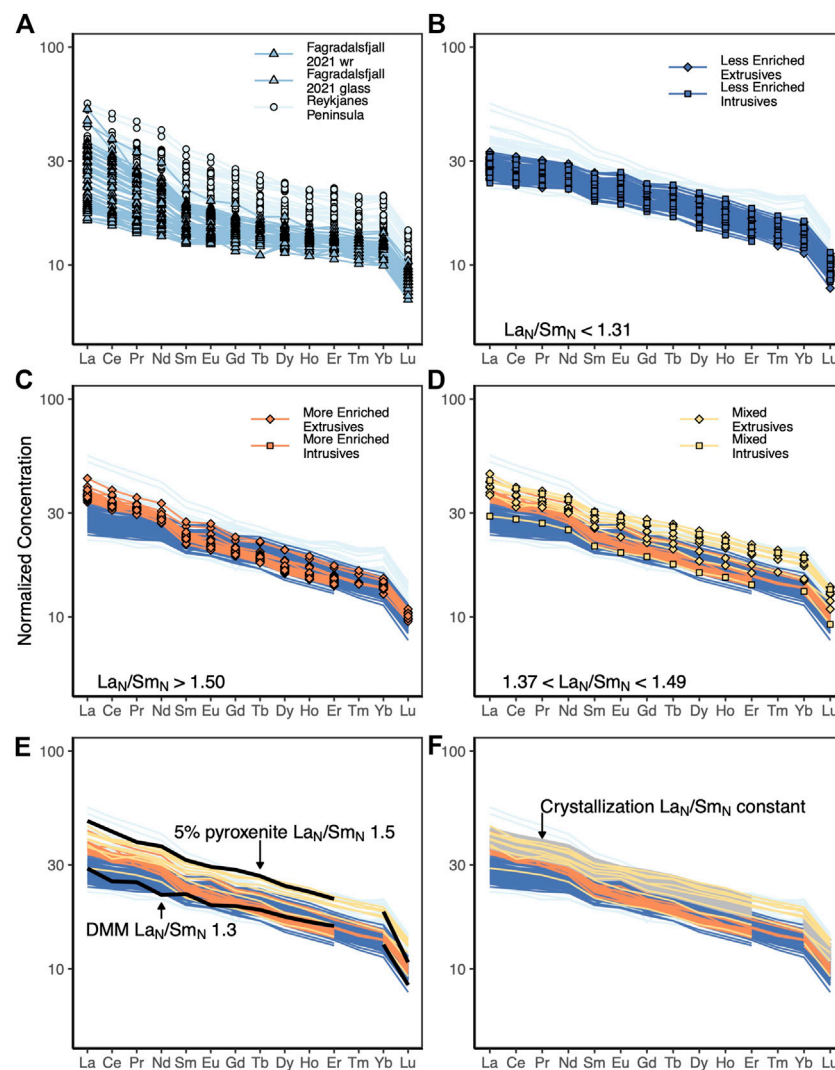 A
100
30
10
Fagradalsfjall
2021 wr
Fagradalsfjall
2021 glass
Reykjanes
Peninsula
La Ce Pr Nd Sm Eu Gd Tb Dy Ho Er Tm Yb Lu
B
100
30
10
Less Enriched
Extrusives
Less Enriched
Intrusives
LaN/SmN < 1.31
La Ce Pr Nd Sm Eu Gd Tb Dy Ho Er Tm Yb Lu
Normalized Concentration
C
100
30
10
More Enriched
Extrusives
More Enriched
Intrusives
LaN/SmN > 1.50
La Ce Pr Nd Sm Eu Gd Tb Dy Ho Er Tm Yb Lu
D
100
30
10
Mixed
Extrusives
Mixed
Intrusives
1.37 < LaN/SmN < 1.49
La Ce Pr Nd Sm Eu Gd Tb Dy Ho Er Tm Yb Lu
E
100
30
10
5% pyroxenite LaN/SmN 1.5
DMM LaN/SmN 1.3
La Ce Pr Nd Sm Eu Gd Tb Dy Ho Er Tm Yb Lu
F
100
30
10
Crystallization LaN/SmN constant
La Ce Pr Nd Sm Eu Gd Tb Dy Ho Er Tm Yb Lu